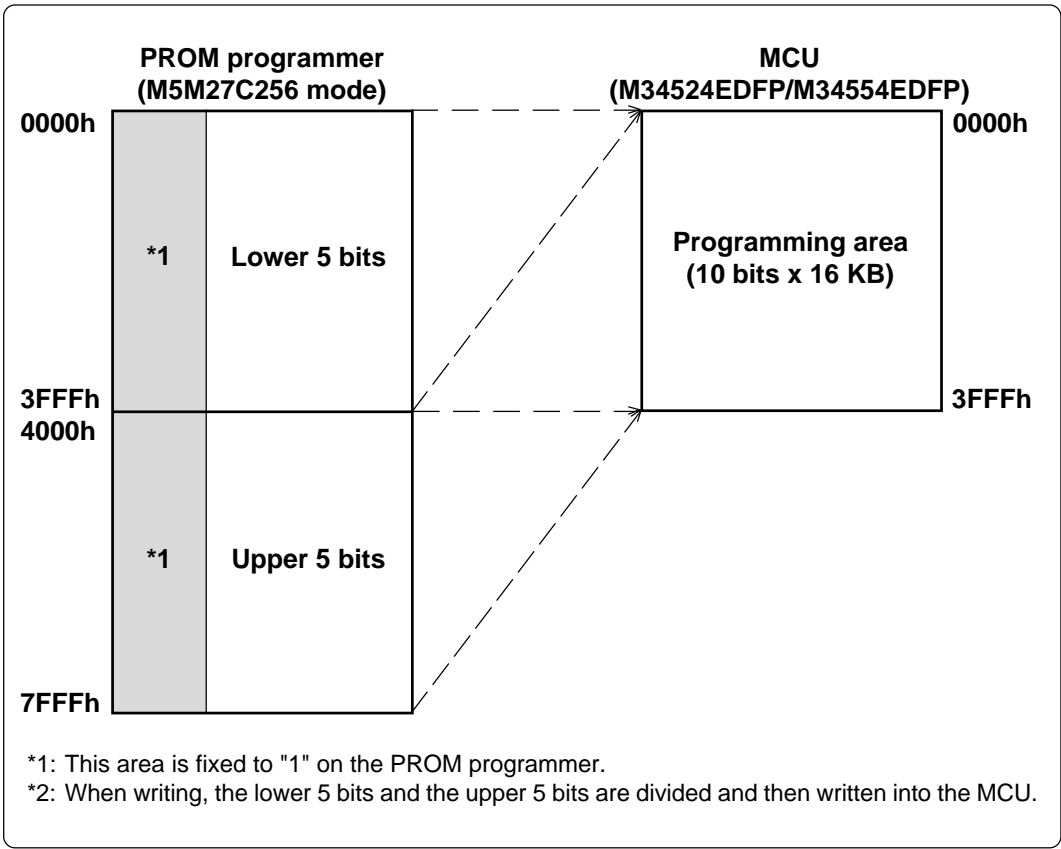 PROM programmer
(M5M27C256 mode)
MCU
(M34524EDFP/M34554EDFP)
0000h
0000h
*1
Lower 5 bits
Programming area
(10 bits x 16 KB)
3FFFh
3FFFh
4000h
*1
Upper 5 bits
7FFFh
*1: This area is fixed to "1" on the PROM programmer.
*2: When writing, the lower 5 bits and the upper 5 bits are divided and then written into the MCU.